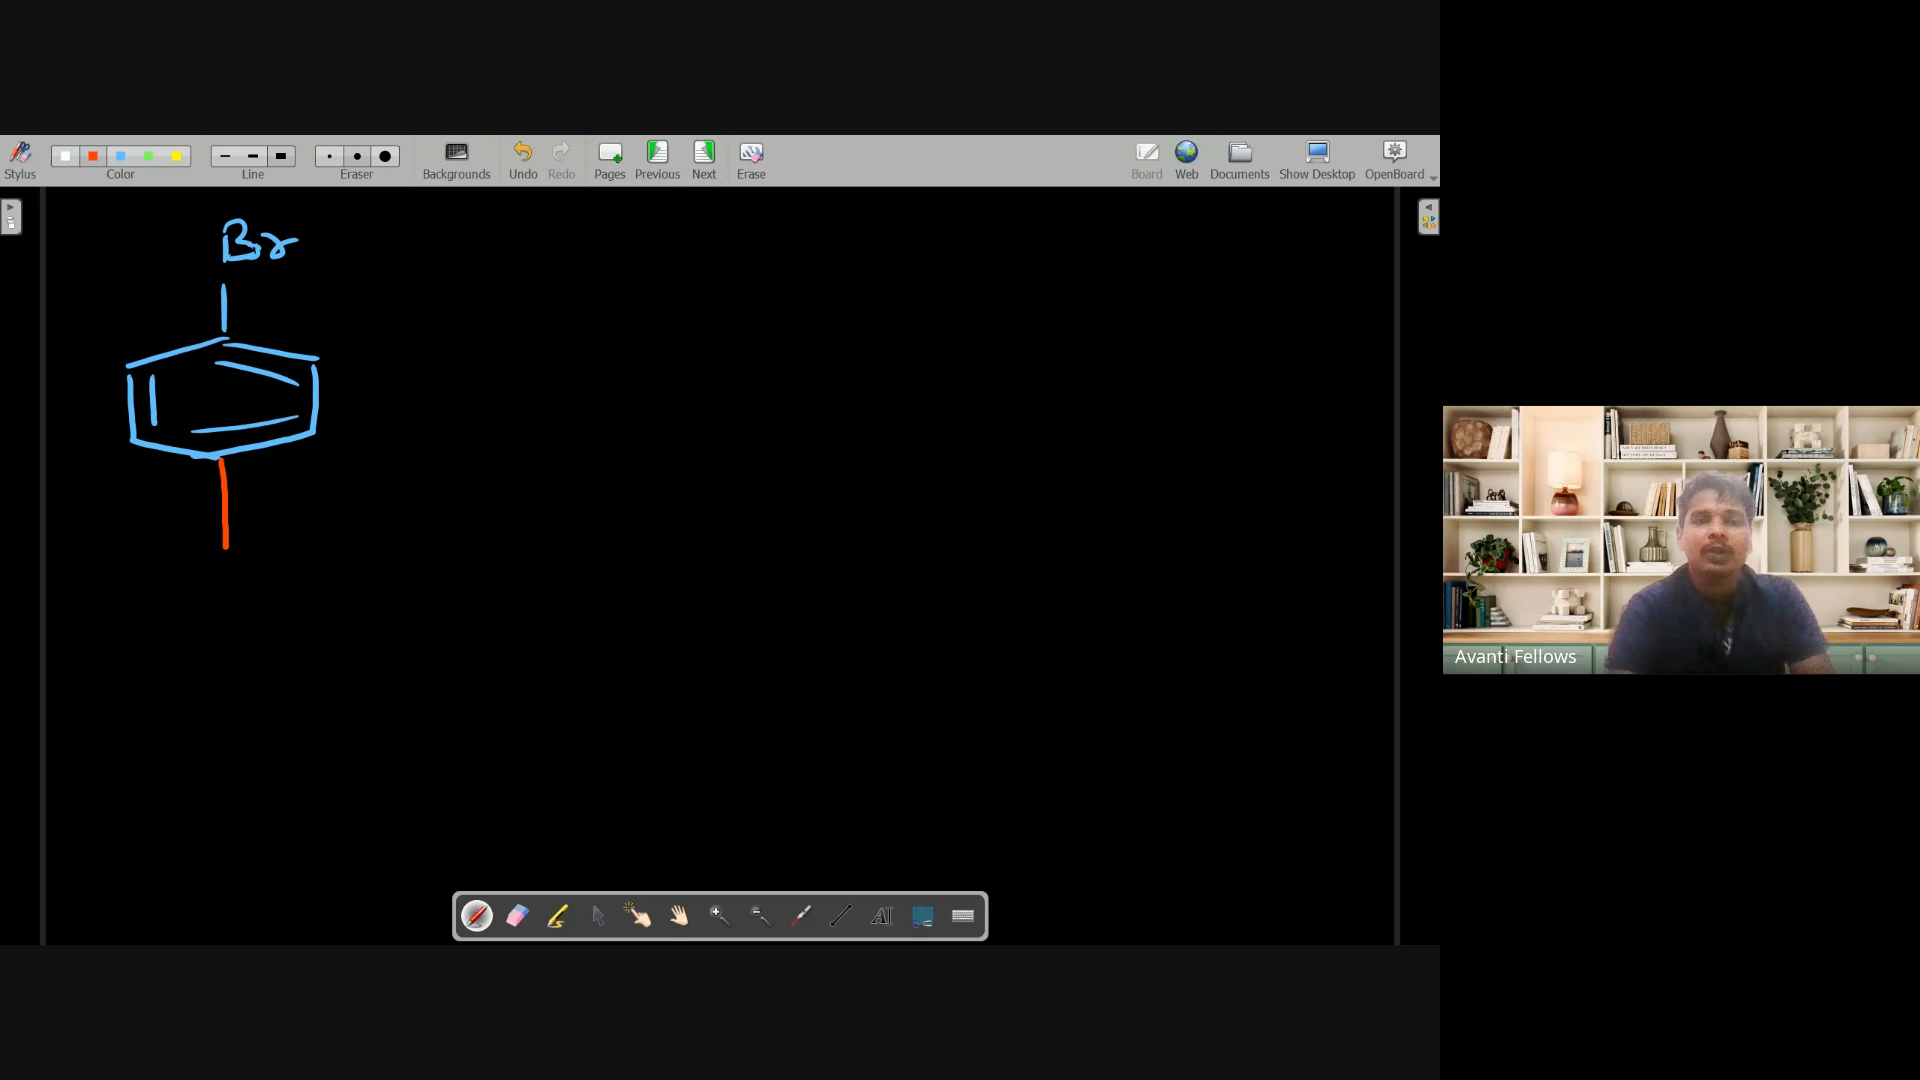 Stylus Color Line Eraser Backgrounds Undo Redo Pages Previous Next Erase Board Web Documents Show Desktop OpenBoard
Br
AI
Avanti Fellows